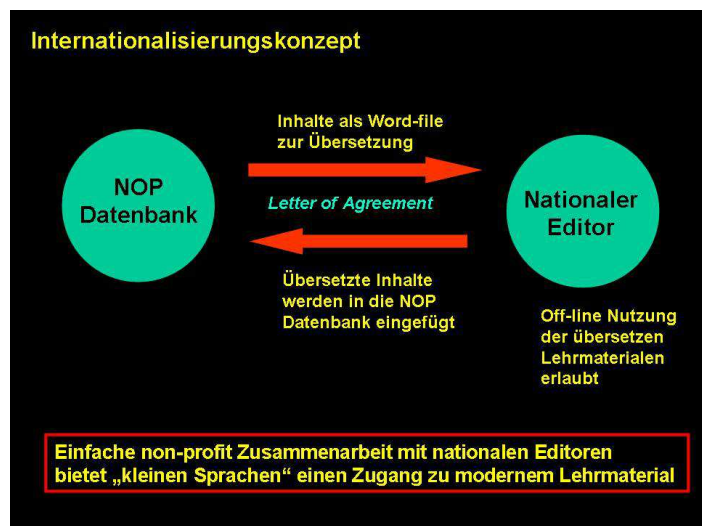 Internationalisierungskonzept
Inhalte als Word-file
zur Übersetzung
NOP
Datenbank
Letter of Agreement
Nationaler
Editor
Übersetzte Inhalte
werden in die NOP
Datenbank eingefügt
Off-line Nutzung
der übersetzen
Lehrmaterialen
erlaubt
Einfache non-profit Zusammenarbeit mit nationalen Editoren
bietet „kleinen Sprachen“ einen Zugang zu modernem Lehrmaterial